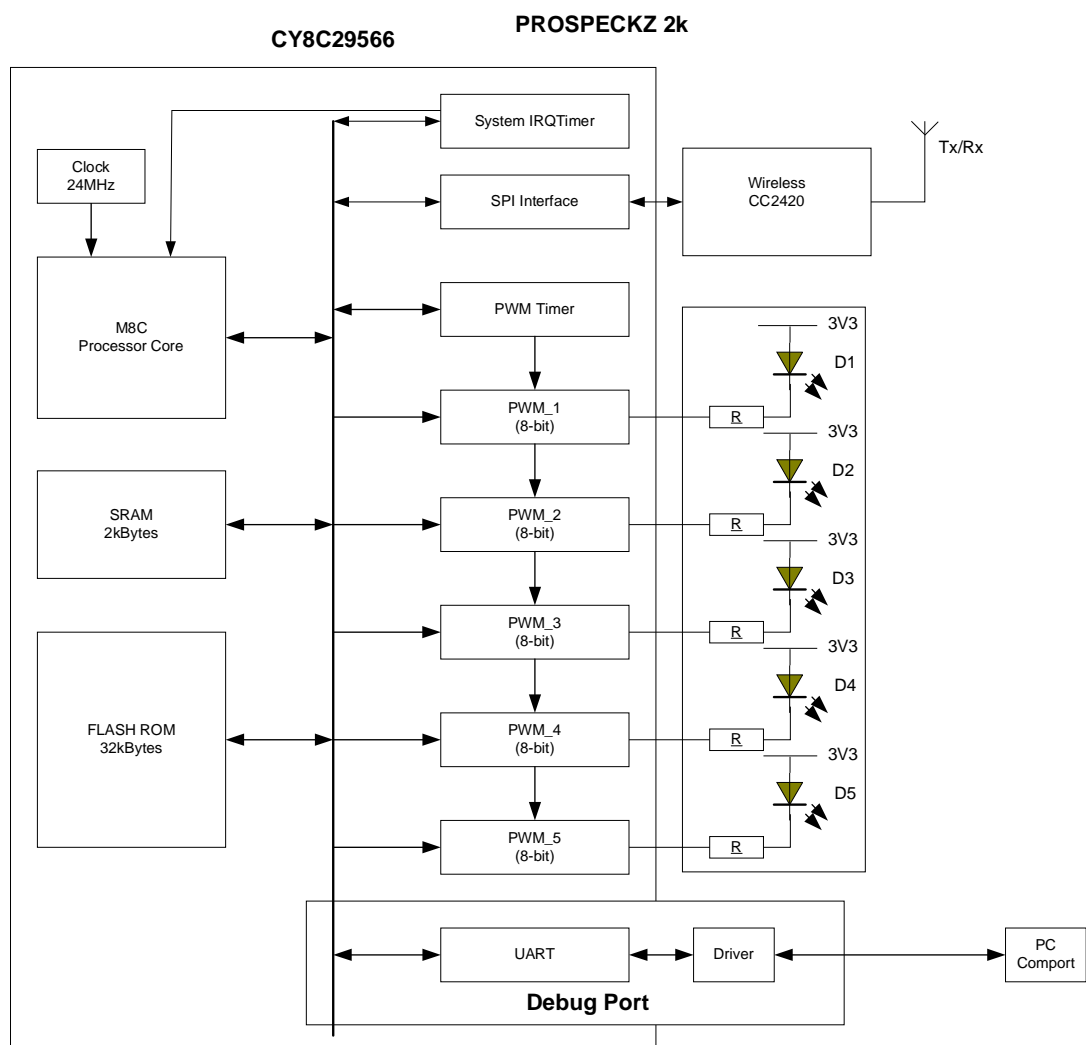 PROSPECKZ 2k
CY8C29566
System IRQTimer
Tx/Rx
Clock
24MHz
Wireless
CC2420
SPI Interface
M8C
Processor Core
PWM Timer
3V3
D1
PWM_1
(8-bit)
R
3V3
D2
SRAM
2kBytes
PWM_2
(8-bit)
R
3V3
D3
PWM_3
(8-bit)
R
3V3
D4
FLASH ROM
32kBytes
PWM_4
(8-bit)
R
3V3
D5
PWM_5
(8-bit)
R
UART
Driver
PC
Comport
Debug Port